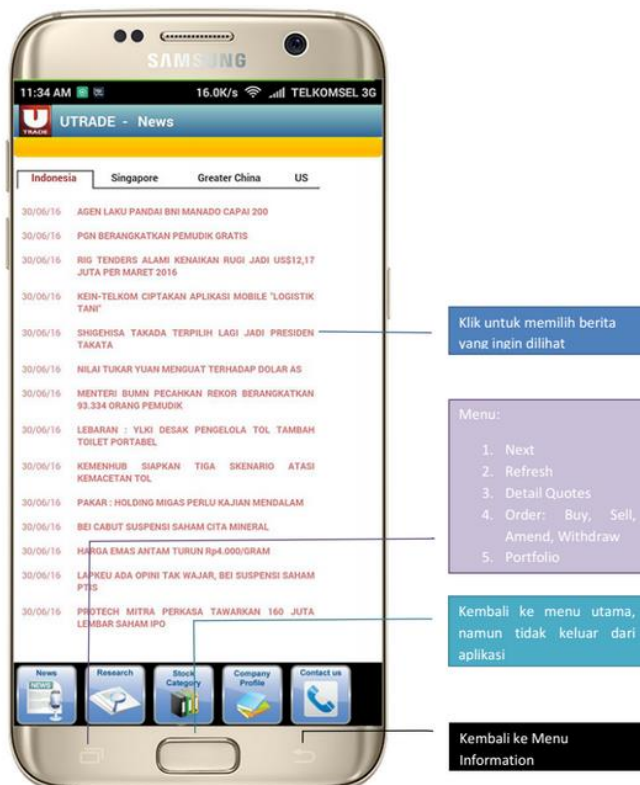 SAMSUNG
11:34 AM
16.0K/s
TELKOMSEL 3G
U
TRADE
UTRADE - News
Indonesia
Singapore
Greater China
US
30/06/16 AGEN LAKU PANDAI BNI MANADO CAPAI 200
30/06/16 PGN BERANGKATKAN PEMUDIK GRATIS
30/06/16 RIG TENDERS ALAMI KENAIKAN RUGI JADI US$12,17
JUTA PER MARET 2016
30/06/16 KEIN-TELKOM CIPTAKAN APLIKASI MOBILE "LOGISTIK
TANI"
30/06/16 SHIGEHISA TAKADA TERPILIH LAGI JADI PRESIDEN
TAKATA
30/06/16 NILAI TUKAR YUAN MENGUAT TERHADAP DOLAR AS
30/06/16 MENTERI BUMN PECAHKAN REKOR BERANGKATKAN
93.334 ORANG PEMUDIK
30/06/16 LEBARAN : YLKI DESAK PENGELOLA TOL TAMBAH
TOILET PORTABEL
30/06/16 KEMENHUB SIAPKAN TIGA SKENARIO ATASI
KEMACETAN TOL
30/06/16 PAKAR : HOLDING MIGAS PERLU KAJIAN MENDALAM
30/06/16 BEI CABUT SUSPENSI SAHAM CITA MINERAL
30/06/16 HARGA EMAS ANTAM TURUN Rp4.000/GRAM
30/06/16 LAPKEU ADA OPINI TAK WAJAR, BEI SUSPENSI SAHAM
PTIS
30/06/16 PROTECH MITRA PERKASA TAWARKAN 160 JUTA
LEMBAR SAHAM IPO
News
NEWS
Research
Stock
Category
Company
Profile
Contact us
Klik untuk memilih berita
yang ingin dilihat
Menu:
1. Next
2. Refresh
3. Detail Quotes
4. Order: Buy, Sell,
Amend, Withdraw
5. Portfolio
Kembali ke menu utama,
namun tidak keluar dari
aplikasi
Kembali ke Menu
Information